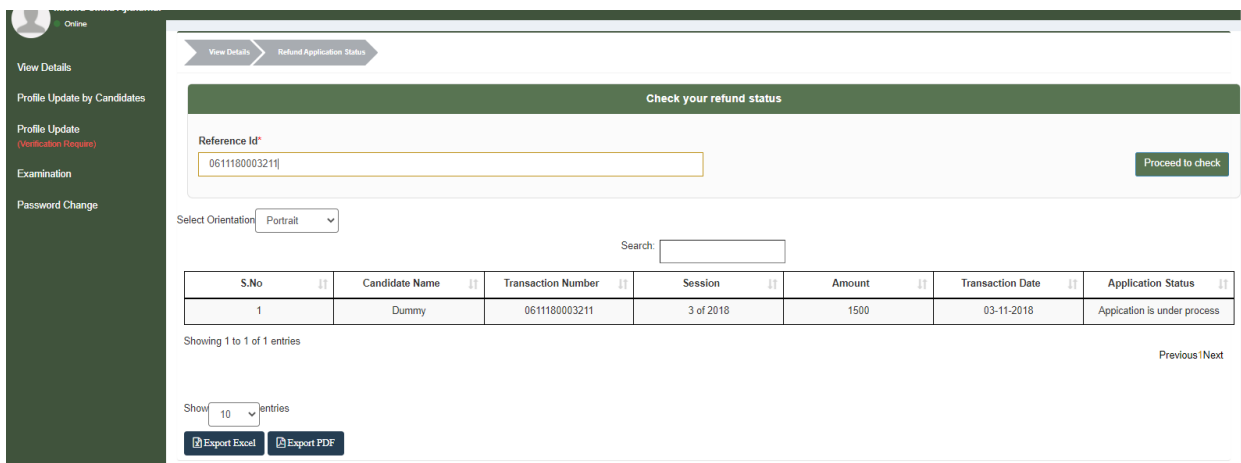 Online
View Details
Profile Update by Candidates
Profile Update
(Verification Require)
Examination
Password Change
View Details
Refund Application Status
Check your refund status
Reference Id*
0611180003211
Proceed to check
Select Orientation Portrait
Search:
S.No Candidate Name Transaction Number Session Amount Transaction Date Application Status
1 Dummy 0611180003211 3 of 2018 1500 03-11-2018 Appication is under process
Showing 1 to 1 of 1 entries
Previous1Next
Show 10 entries
Export Excel Export PDF